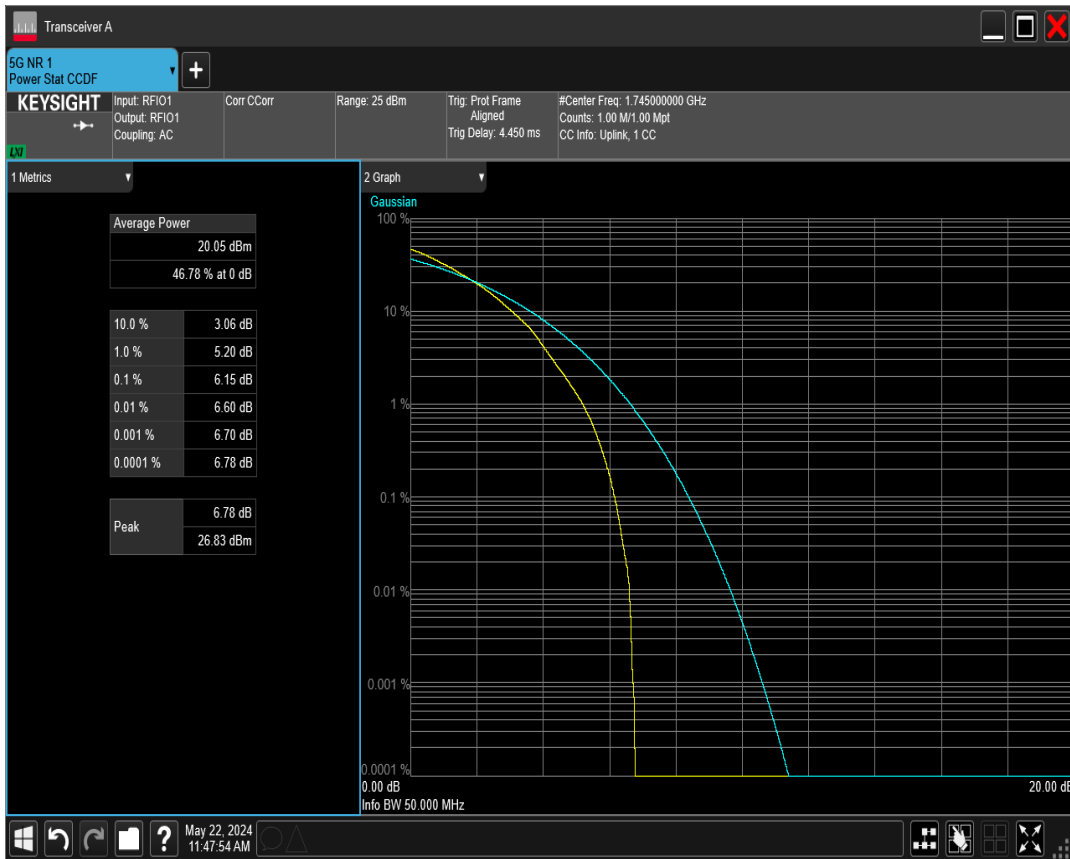 Transceiver A
5G NR 1
Power Stat CCDF
KEYSIGHT
LXI
Input: RFIO1
Output: RFIO1
Coupling: AC
Corr CCorr
Range: 25 dBm
Trig: Prot Frame
Aligned
Trig Delay: 4.450 ms
#Center Freq: 1.745000000 GHz
Counts: 1.00 M/1.00 Mpt
CC Info: Uplink, 1 CC
1 Metrics
Average Power
20.05 dBm
46.78 % at 0 dB
10.0 % 3.06 dB
1.0 % 5.20 dB
0.1 % 6.15 dB
0.01 % 6.60 dB
0.001 % 6.70 dB
0.0001 % 6.78 dB
Peak
6.78 dB
26.83 dBm
2 Graph
Gaussian
100 %
10 %
1 %
0.1 %
0.01 %
0.001 %
0.0001 %
0.00 dB 20.00 dB
Info BW 50.000 MHz
May 22, 2024
11:47:54 AM